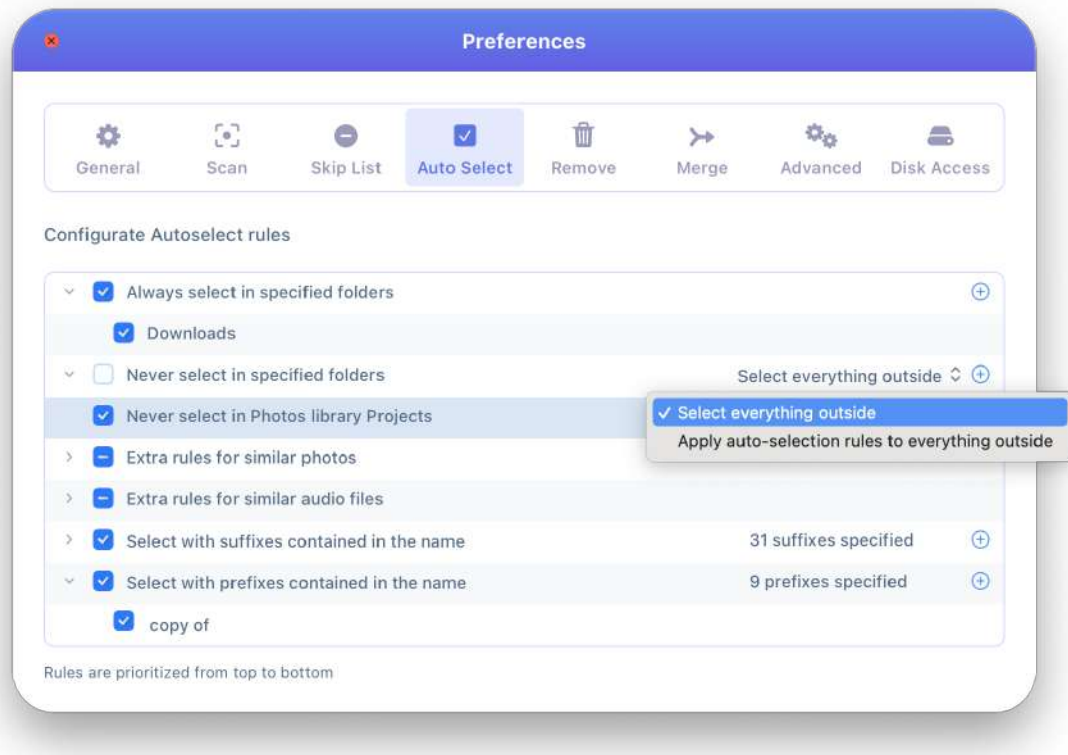 Preferences
General Scan Skip List Auto Select Remove Merge Advanced Disk Access
Configurate Autoselect rules
Always select in specified folders
Downloads
Never select in specified folders Select everything outside
Never select in Photos library Projects
Select everything outside
Apply auto-selection rules to everything outside
Extra rules for similar photos
Extra rules for similar audio files
Select with suffixes contained in the name 31 suffixes specified
Select with prefixes contained in the name 9 prefixes specified
copy of
Rules are prioritized from top to bottom